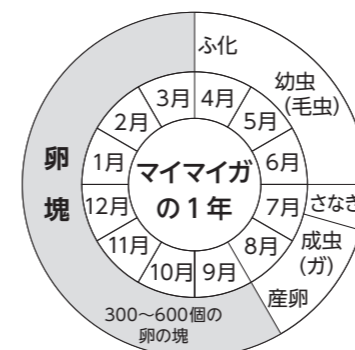 ふ化
幼虫
(毛虫)
さなぎ
成虫
(ガ)
産卵
300〜600個の
卵の塊
卵
塊
マイマイガ
の1年
4月
5月
6月
7月
8月
9月
10月
11月
12月
1月
2月
3月